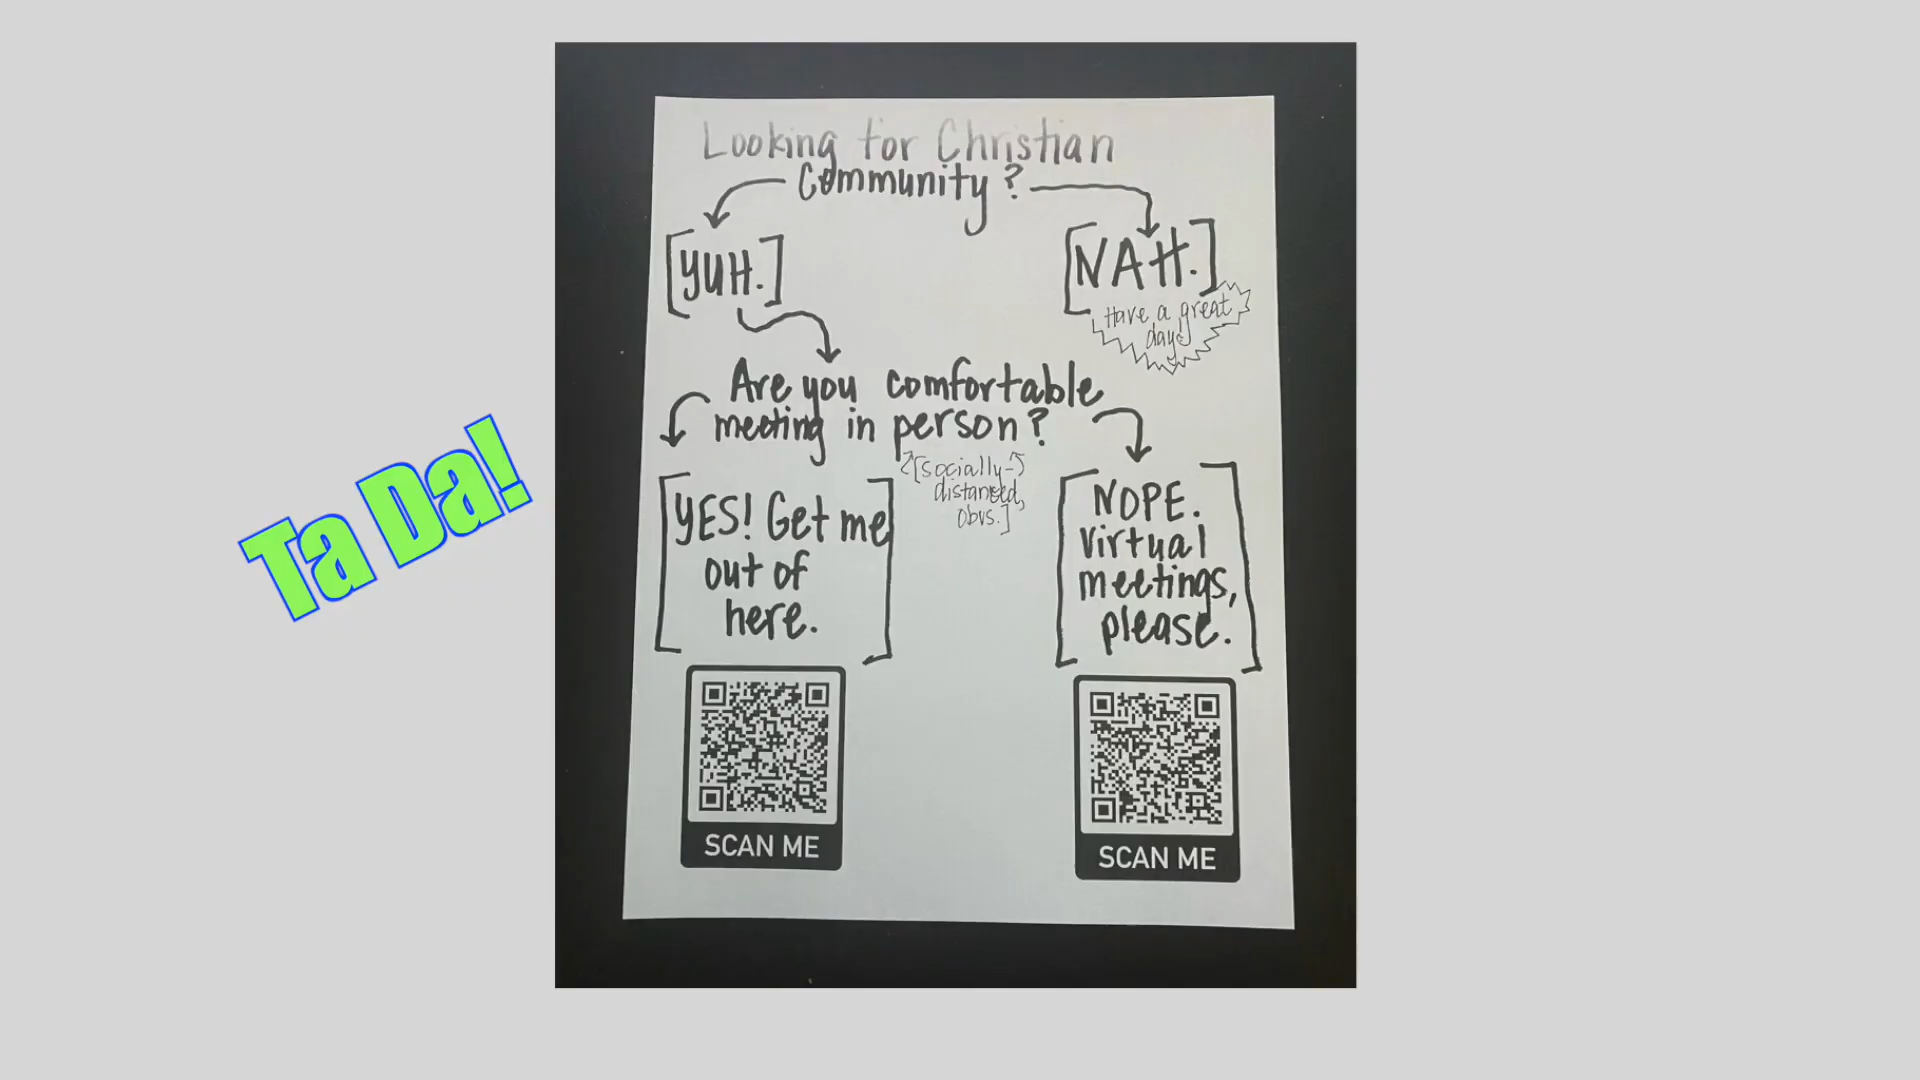 Looking for Christian
Community?
[YUH.]
[NAH.]
Have a great
day!
Are you comfortable
meeting in person?
[socially-
distanced,
obvs.]
[YES! Get me
out of
here.]
[NOPE.
Virtual
meetings,
please.]
SCAN ME
SCAN ME
Ta Da!